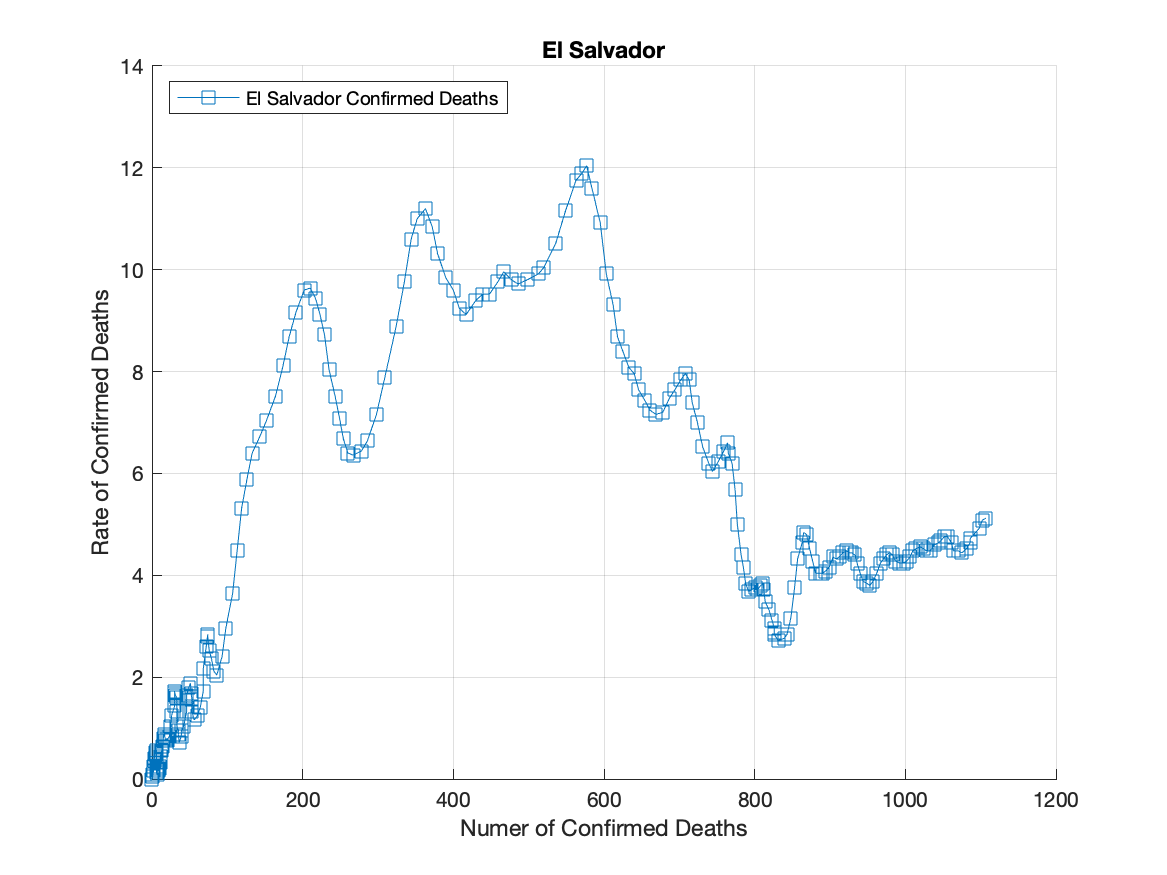 El Salvador
El Salvador Confirmed Deaths
14
12
10
8
6
4
2
0
Rate of Confirmed Deaths
0 200 400 600 800 1000 1200
Numer of Confirmed Deaths